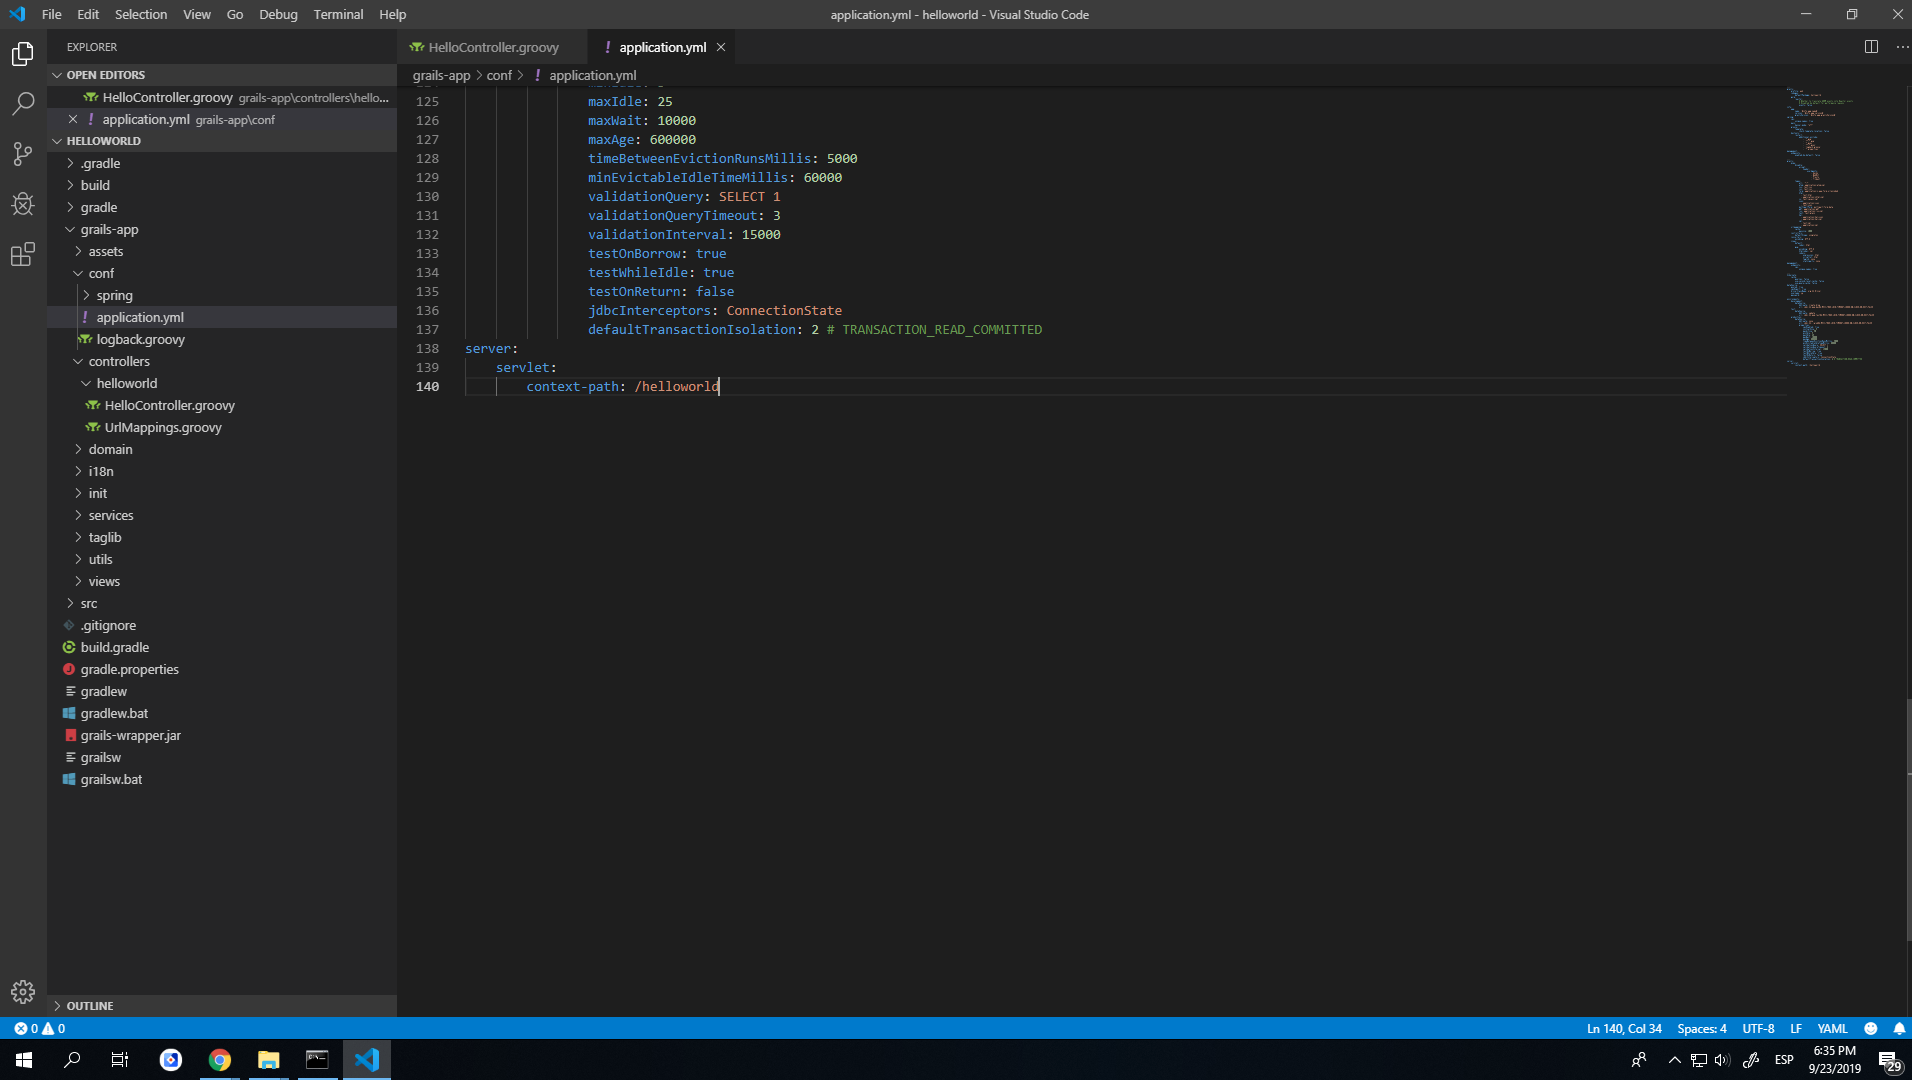 File Edit Selection View Go Debug Terminal Help
application.yml - helloworld - Visual Studio Code
EXPLORER
OPEN EDITORS
HelloController.groovy grails-app\controllers\hello...
application.yml grails-app\conf
HELLOWORLD
.gradle
build
gradle
grails-app
assets
conf
spring
application.yml
logback.groovy
controllers
helloworld
HelloController.groovy
UrlMappings.groovy
domain
i18n
init
services
taglib
utils
views
src
.gitignore
build.gradle
gradle.properties
gradlew
gradlew.bat
grails-wrapper.jar
grailsw
grailsw.bat
OUTLINE
HelloController.groovy
! application.yml
grails-app > conf > ! application.yml
125 maxIdle: 25
126 maxWait: 10000
127 maxAge: 600000
128 timeBetweenEvictionRunsMillis: 5000
129 minEvictableIdleTimeMillis: 60000
130 validationQuery: SELECT 1
131 validationQueryTimeout: 3
132 validationInterval: 15000
133 testOnBorrow: true
134 testWhileIdle: true
135 testOnReturn: false
136 jdbcInterceptors: ConnectionState
137 defaultTransactionIsolation: 2 # TRANSACTION_READ_COMMITTED
138 server:
139 servlet:
140 context-path: /helloworld
0 0
Ln 140, Col 34 Spaces: 4 UTF-8 LF YAML
ESP
6:35 PM
9/23/2019
29